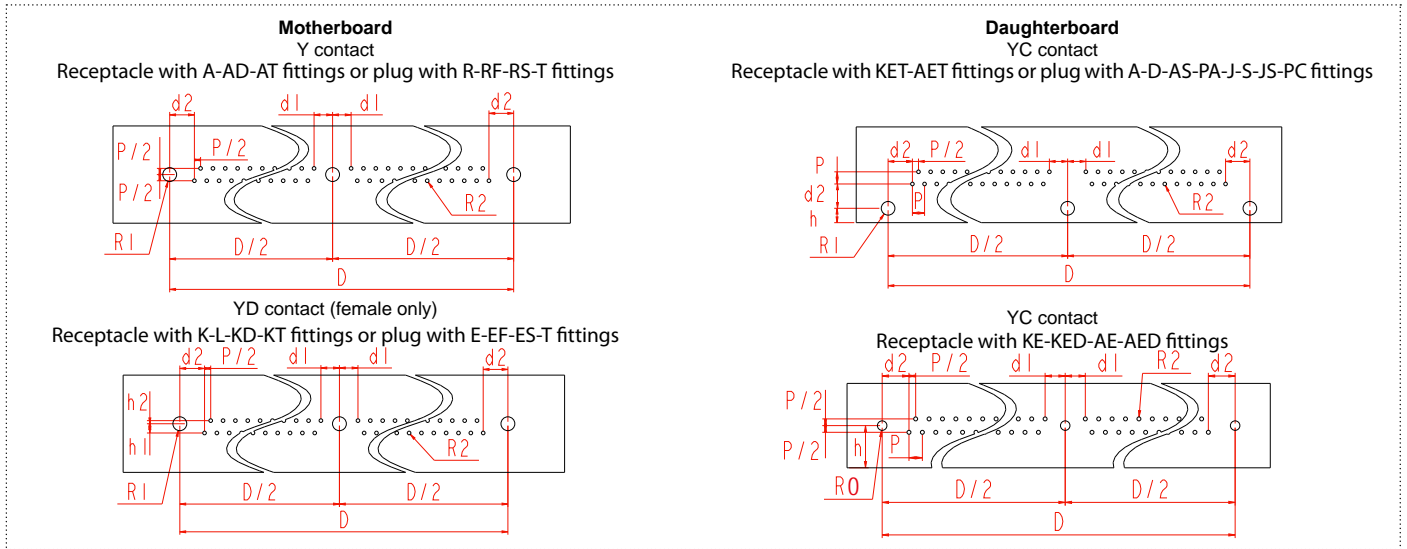 Motherboard
Y contact
Receptacle with A-AD-AT fittings or plug with R-RF-RS-T fittings
d2 d1 d1 d2
P/2 P/2
P/2
R2
R1 D/2 D/2
D
YD contact (female only)
Receptacle with K-L-KD-KT fittings or plug with E-EF-ES-T fittings
d2 P/2 d1 d1 d2
h2
h1
R2
R1 D/2 D/2
D
Daughterboard
YC contact
Receptacle with KET-AET fittings or plug with A-D-AS-PA-J-S-JS-PC fittings
d2 P/2 d1 d1 d2
P
d2 P R2
h
R1 D/2 D/2
D
YC contact
Receptacle with KE-KED-AE-AED fittings
d2 P/2 d1 d1 R2 d2
P/2
P/2 h P
R0 D/2 D/2
D